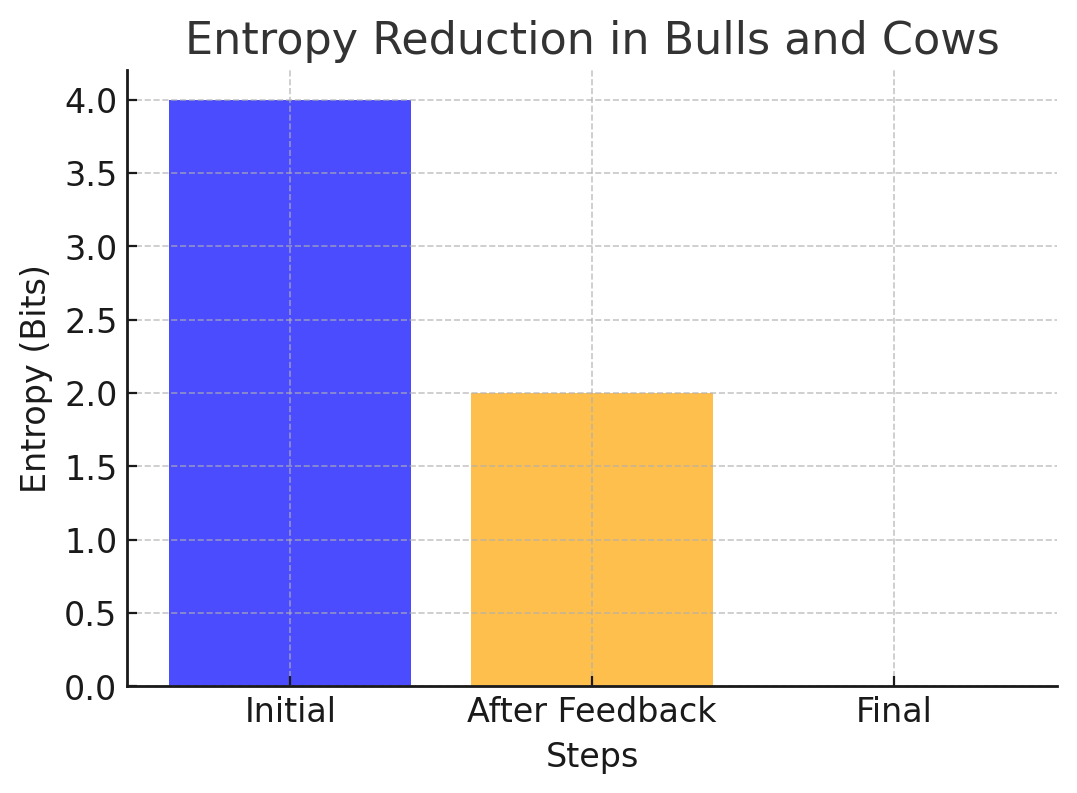 Entropy Reduction in Bulls and Cows
Entropy (Bits)
4.0
3.5
3.0
2.5
2.0
1.5
1.0
0.5
0.0
Initial
After Feedback
Final
Steps